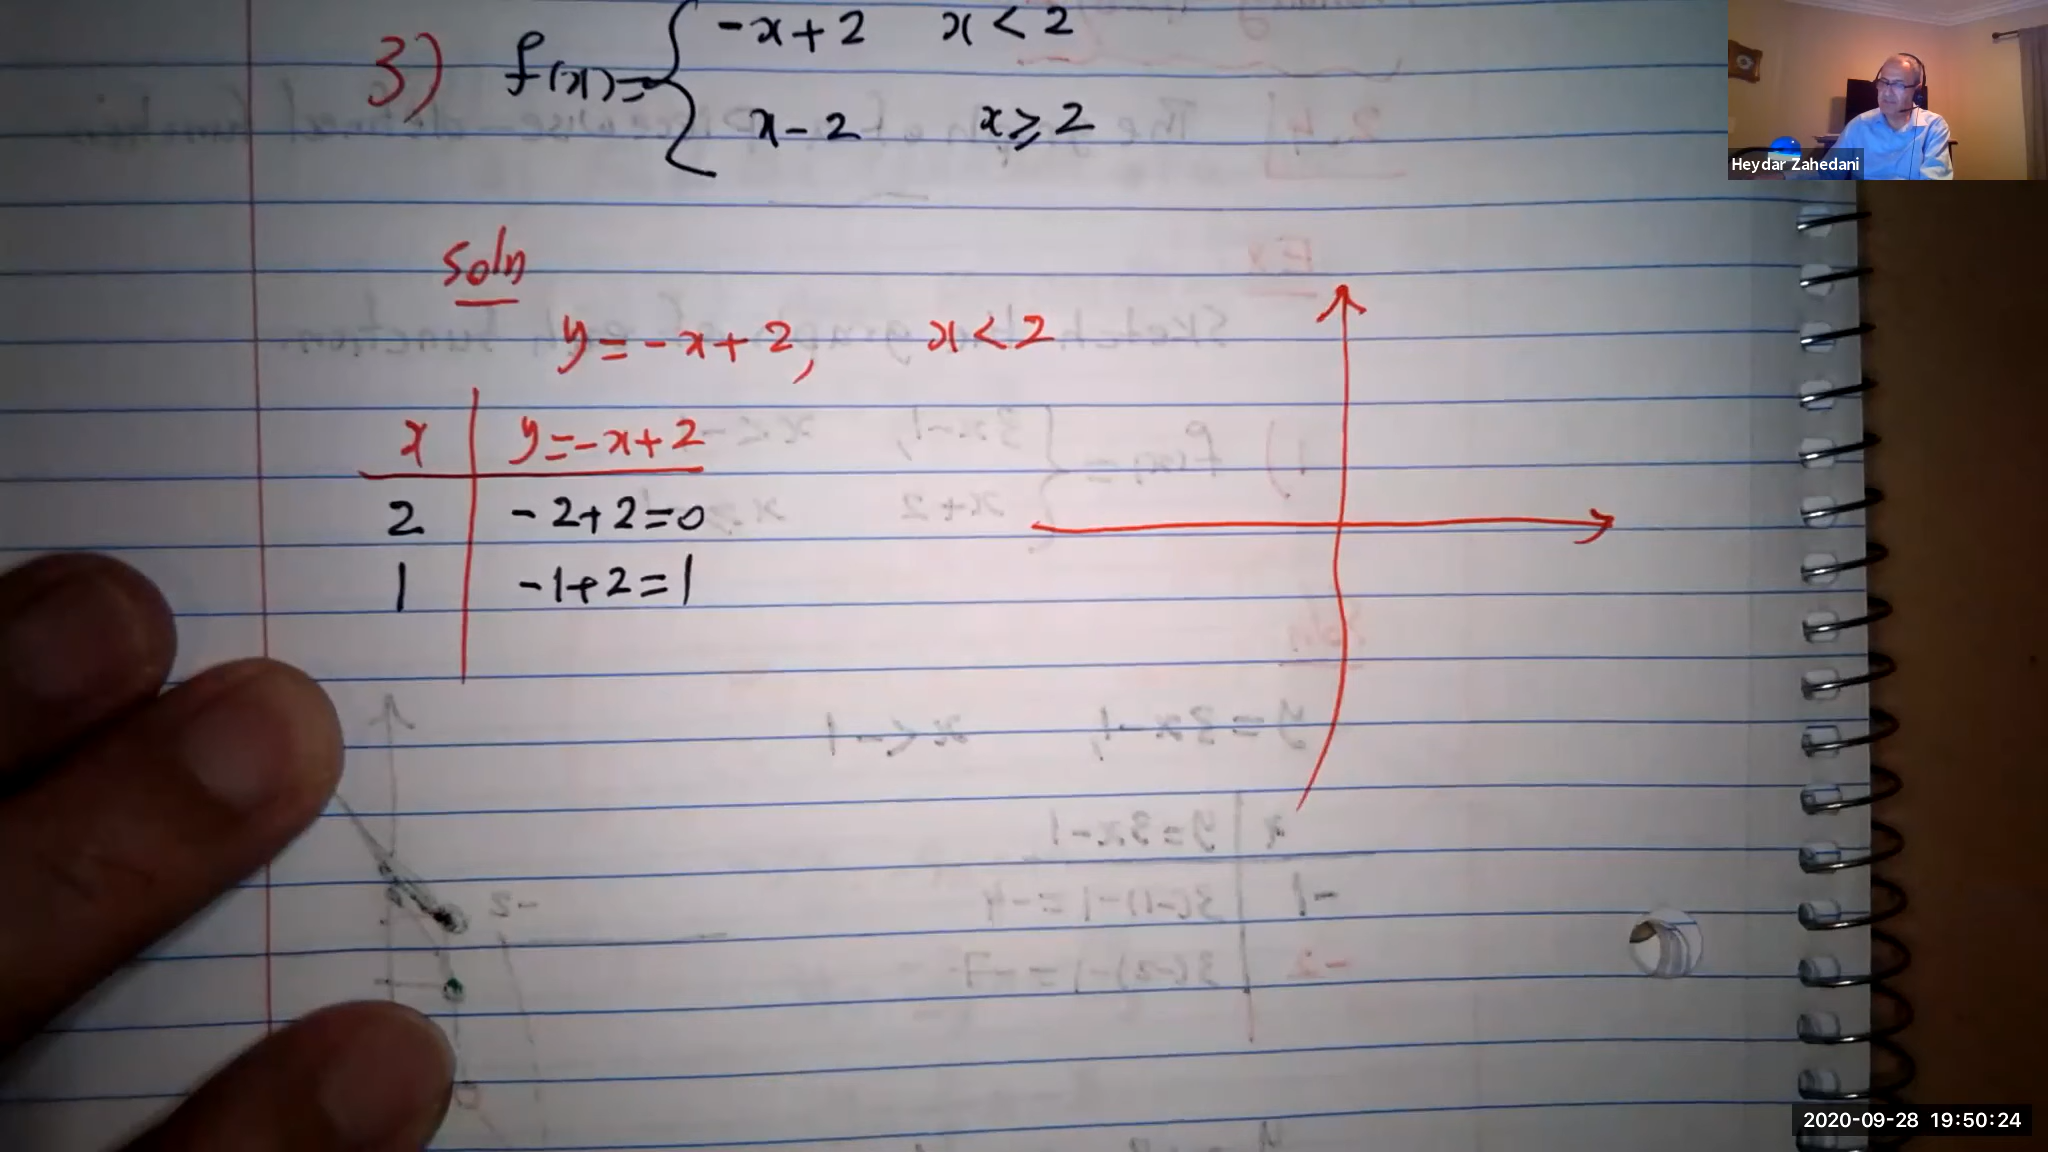 3) f(x)= { -x+2 x<2
x-2 x≥2
Soln
y=-x+2, x<2
x | y=-x+2
2 | -2+2=0
1 | -1+2=1
Heydar Zahedani
2020-09-28 19:50:24